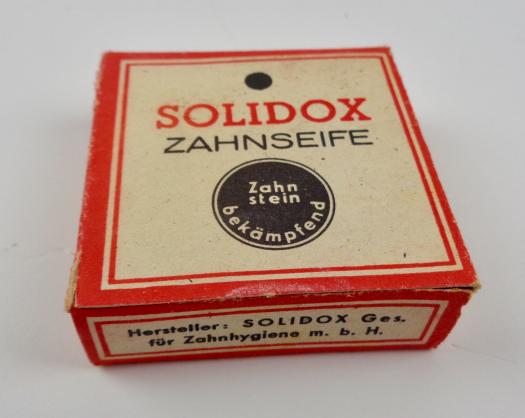 SOLIDOX
ZAHNSEIFE
Zahn
stein
bekämpfend
Hersteller: SOLIDOX Ges.
für Zahnhygiene m. b. H.